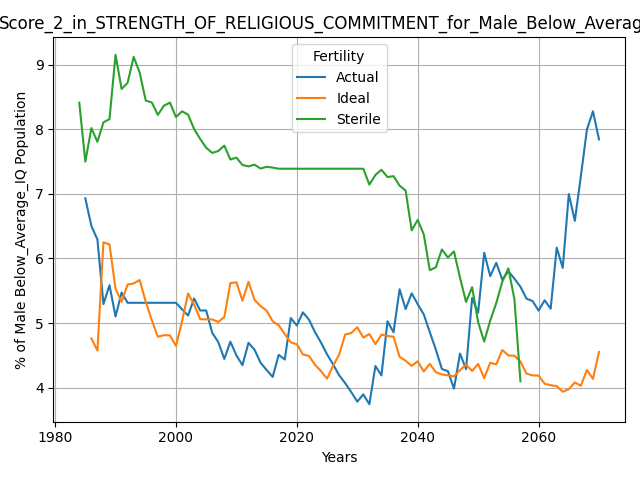 Score_2_in_STRENGTH_OF_RELIGIOUS_COMMITMENT_for_Male_Below_Averag
Fertility
Actual
Ideal
Sterile
% of Male Below_Average_IQ Population
9
8
7
6
5
4
1980 2000 2020 2040 2060
Years